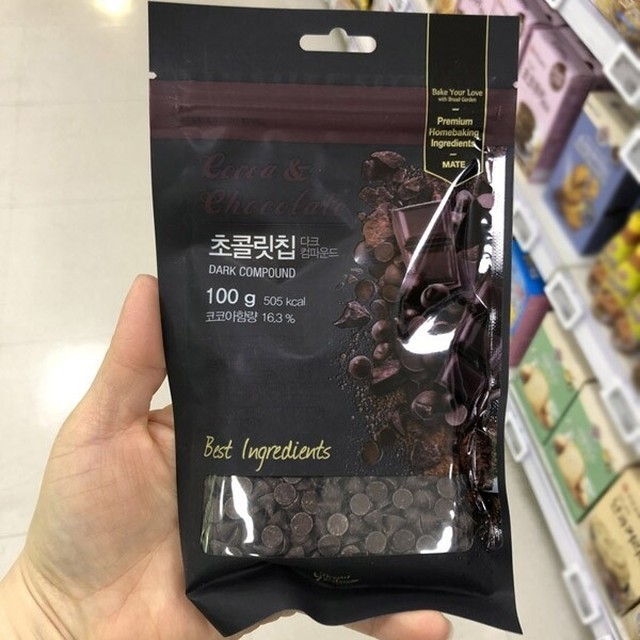 Bake Your Love
with Bread Garden
Premium
Homebaking
Ingredients
MATE
Cocoa &
Chocolate
초콜릿칩 다크
컴파운드
DARK COMPOUND
100 g 505 kcal
코코아함량 16.3 %
Best Ingredients